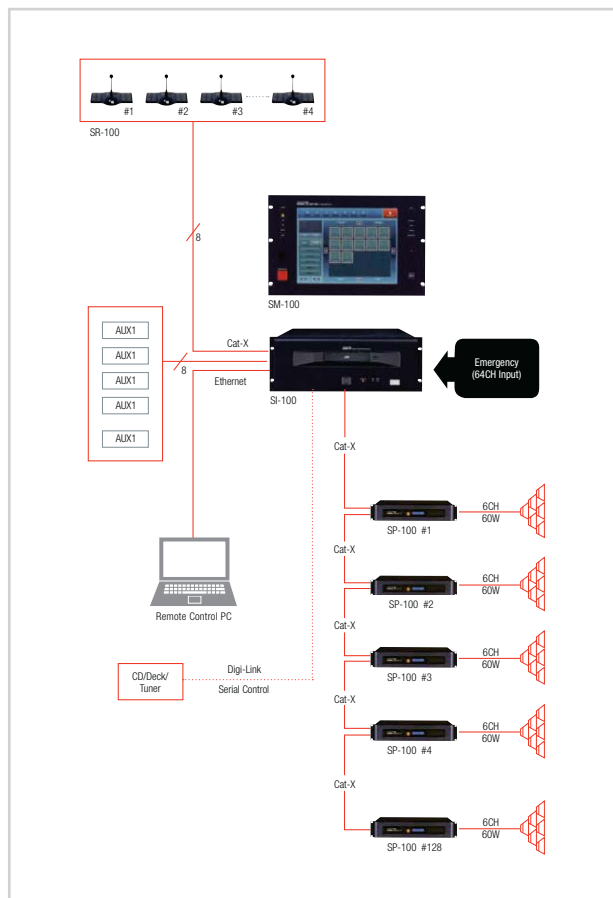 #1
#2
#3
#4
SR-100
8
SM-100
AUX1
AUX1
AUX1
AUX1
AUX1
8
Cat-X
Ethernet
SI-100
Emergency
(64CH Input)
Cat-X
6CH
60W
SP-100 #1
Cat-X
6CH
60W
SP-100 #2
Remote Control PC
Cat-X
6CH
60W
SP-100 #3
CD/Deck/
Tuner
Digi-Link
Serial Control
Cat-X
6CH
60W
SP-100 #4
Cat-X
6CH
60W
SP-100 #128